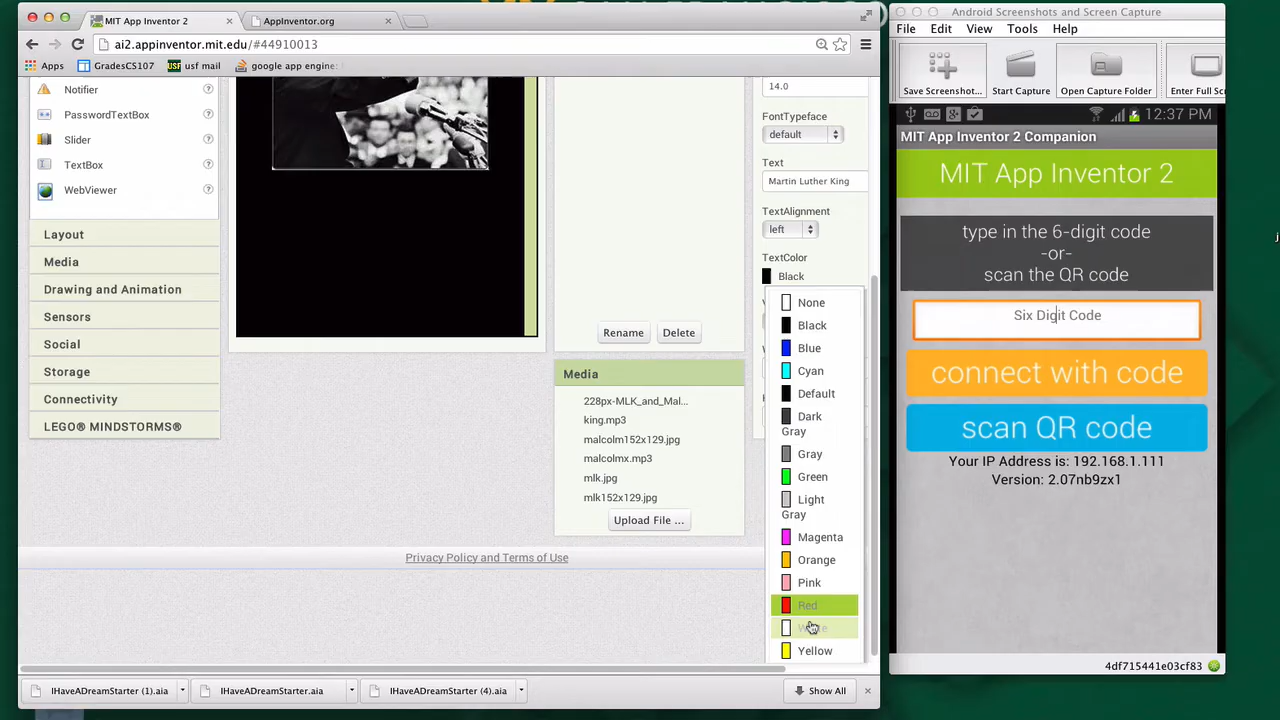 MIT App Inventor 2
AppInventor.org
ai2.appinventor.mit.edu/#44910013
Apps
GradesCS107
USF
usf mail
google app engine:
Notifier
PasswordTextBox
Slider
TextBox
WebViewer
Layout
Media
Drawing and Animation
Sensors
Social
Storage
Connectivity
LEGO® MINDSTORMS®
Rename
Delete
Media
228px-MLK_and_Mal...
king.mp3
malcolm152x129.jpg
malcolmx.mp3
mlk.jpg
mlk152x129.jpg
Upload File ...
14.0
FontTypeface
default
Text
Martin Luther King
TextAlignment
left
TextColor
Black
None
Black
Blue
Cyan
Default
Dark
Gray
Gray
Green
Light
Gray
Magenta
Orange
Pink
Red
Yellow
Privacy Policy and Terms of Use
IHaveADreamStarter (1).aia
IHaveADreamStarter.aia
IHaveADreamStarter (4).aia
Show All
Android Screenshots and Screen Capture
File Edit View Tools Help
Save Screenshot...
Start Capture
Open Capture Folder
Enter Full Scr
12:37 PM
MIT App Inventor 2 Companion
MIT App Inventor 2
type in the 6-digit code
-or-
scan the QR code
Six Digit Code
connect with code
scan QR code
Your IP Address is: 192.168.1.111
Version: 2.07nb9zx1
4df715441e03cf83